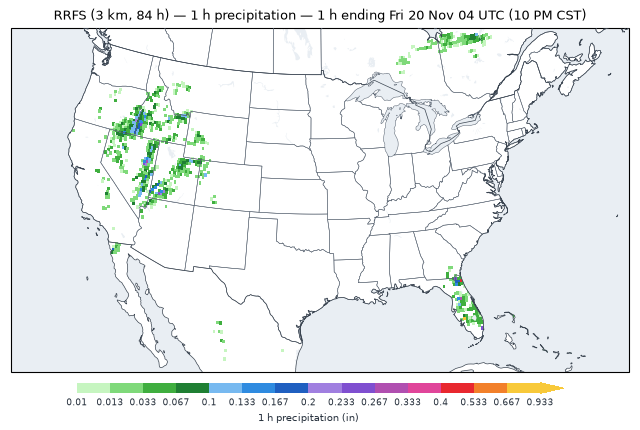 RRFS (3 km, 84 h) — 1 h precipitation — 1 h ending Fri 20 Nov 04 UTC (10 PM CST)
0.01 0.013 0.033 0.067 0.1 0.133 0.167 0.2 0.233 0.267 0.333 0.4 0.533 0.667 0.933
1 h precipitation (in)